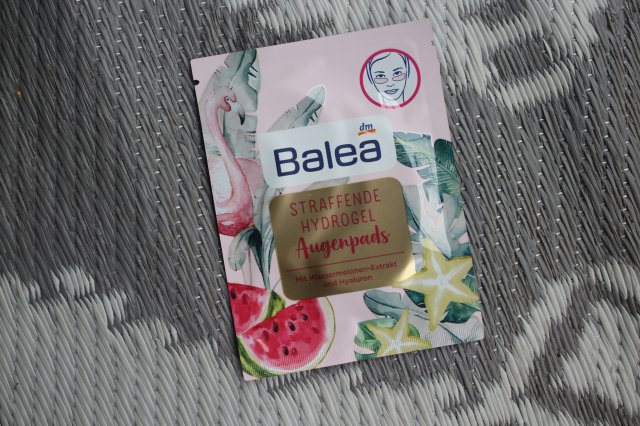 dm
Balea
STRAFFENDE
HYDROGEL
Augenpads
Mit Wassermelonen-Extrakt
und Hyaluron